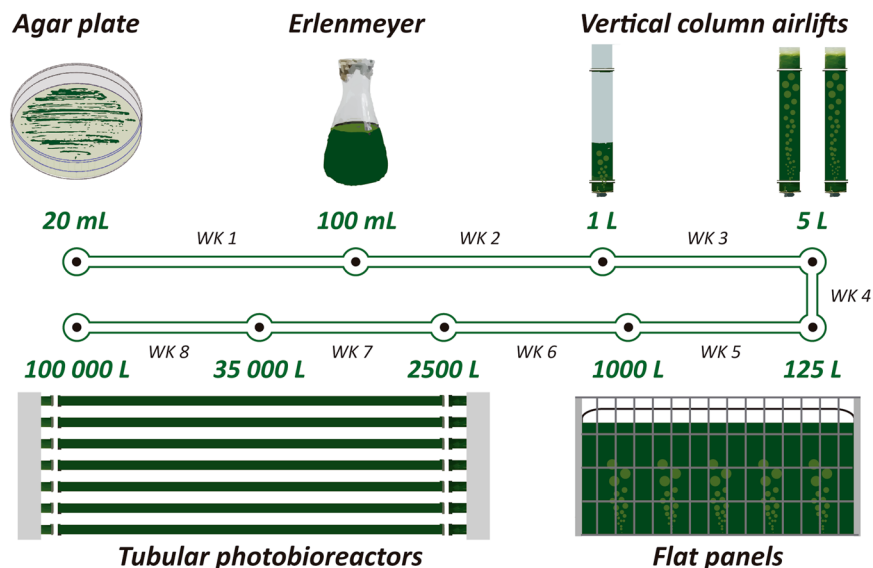 Agar plate
Erlenmeyer
Vertical column airlifts
20 mL
WK 1
100 mL
WK 2
1 L
WK 3
5 L
WK 4
100 000 L
WK 8
35 000 L
WK 7
2500 L
WK 6
1000 L
WK 5
125 L
Tubular photobioreactors
Flat panels